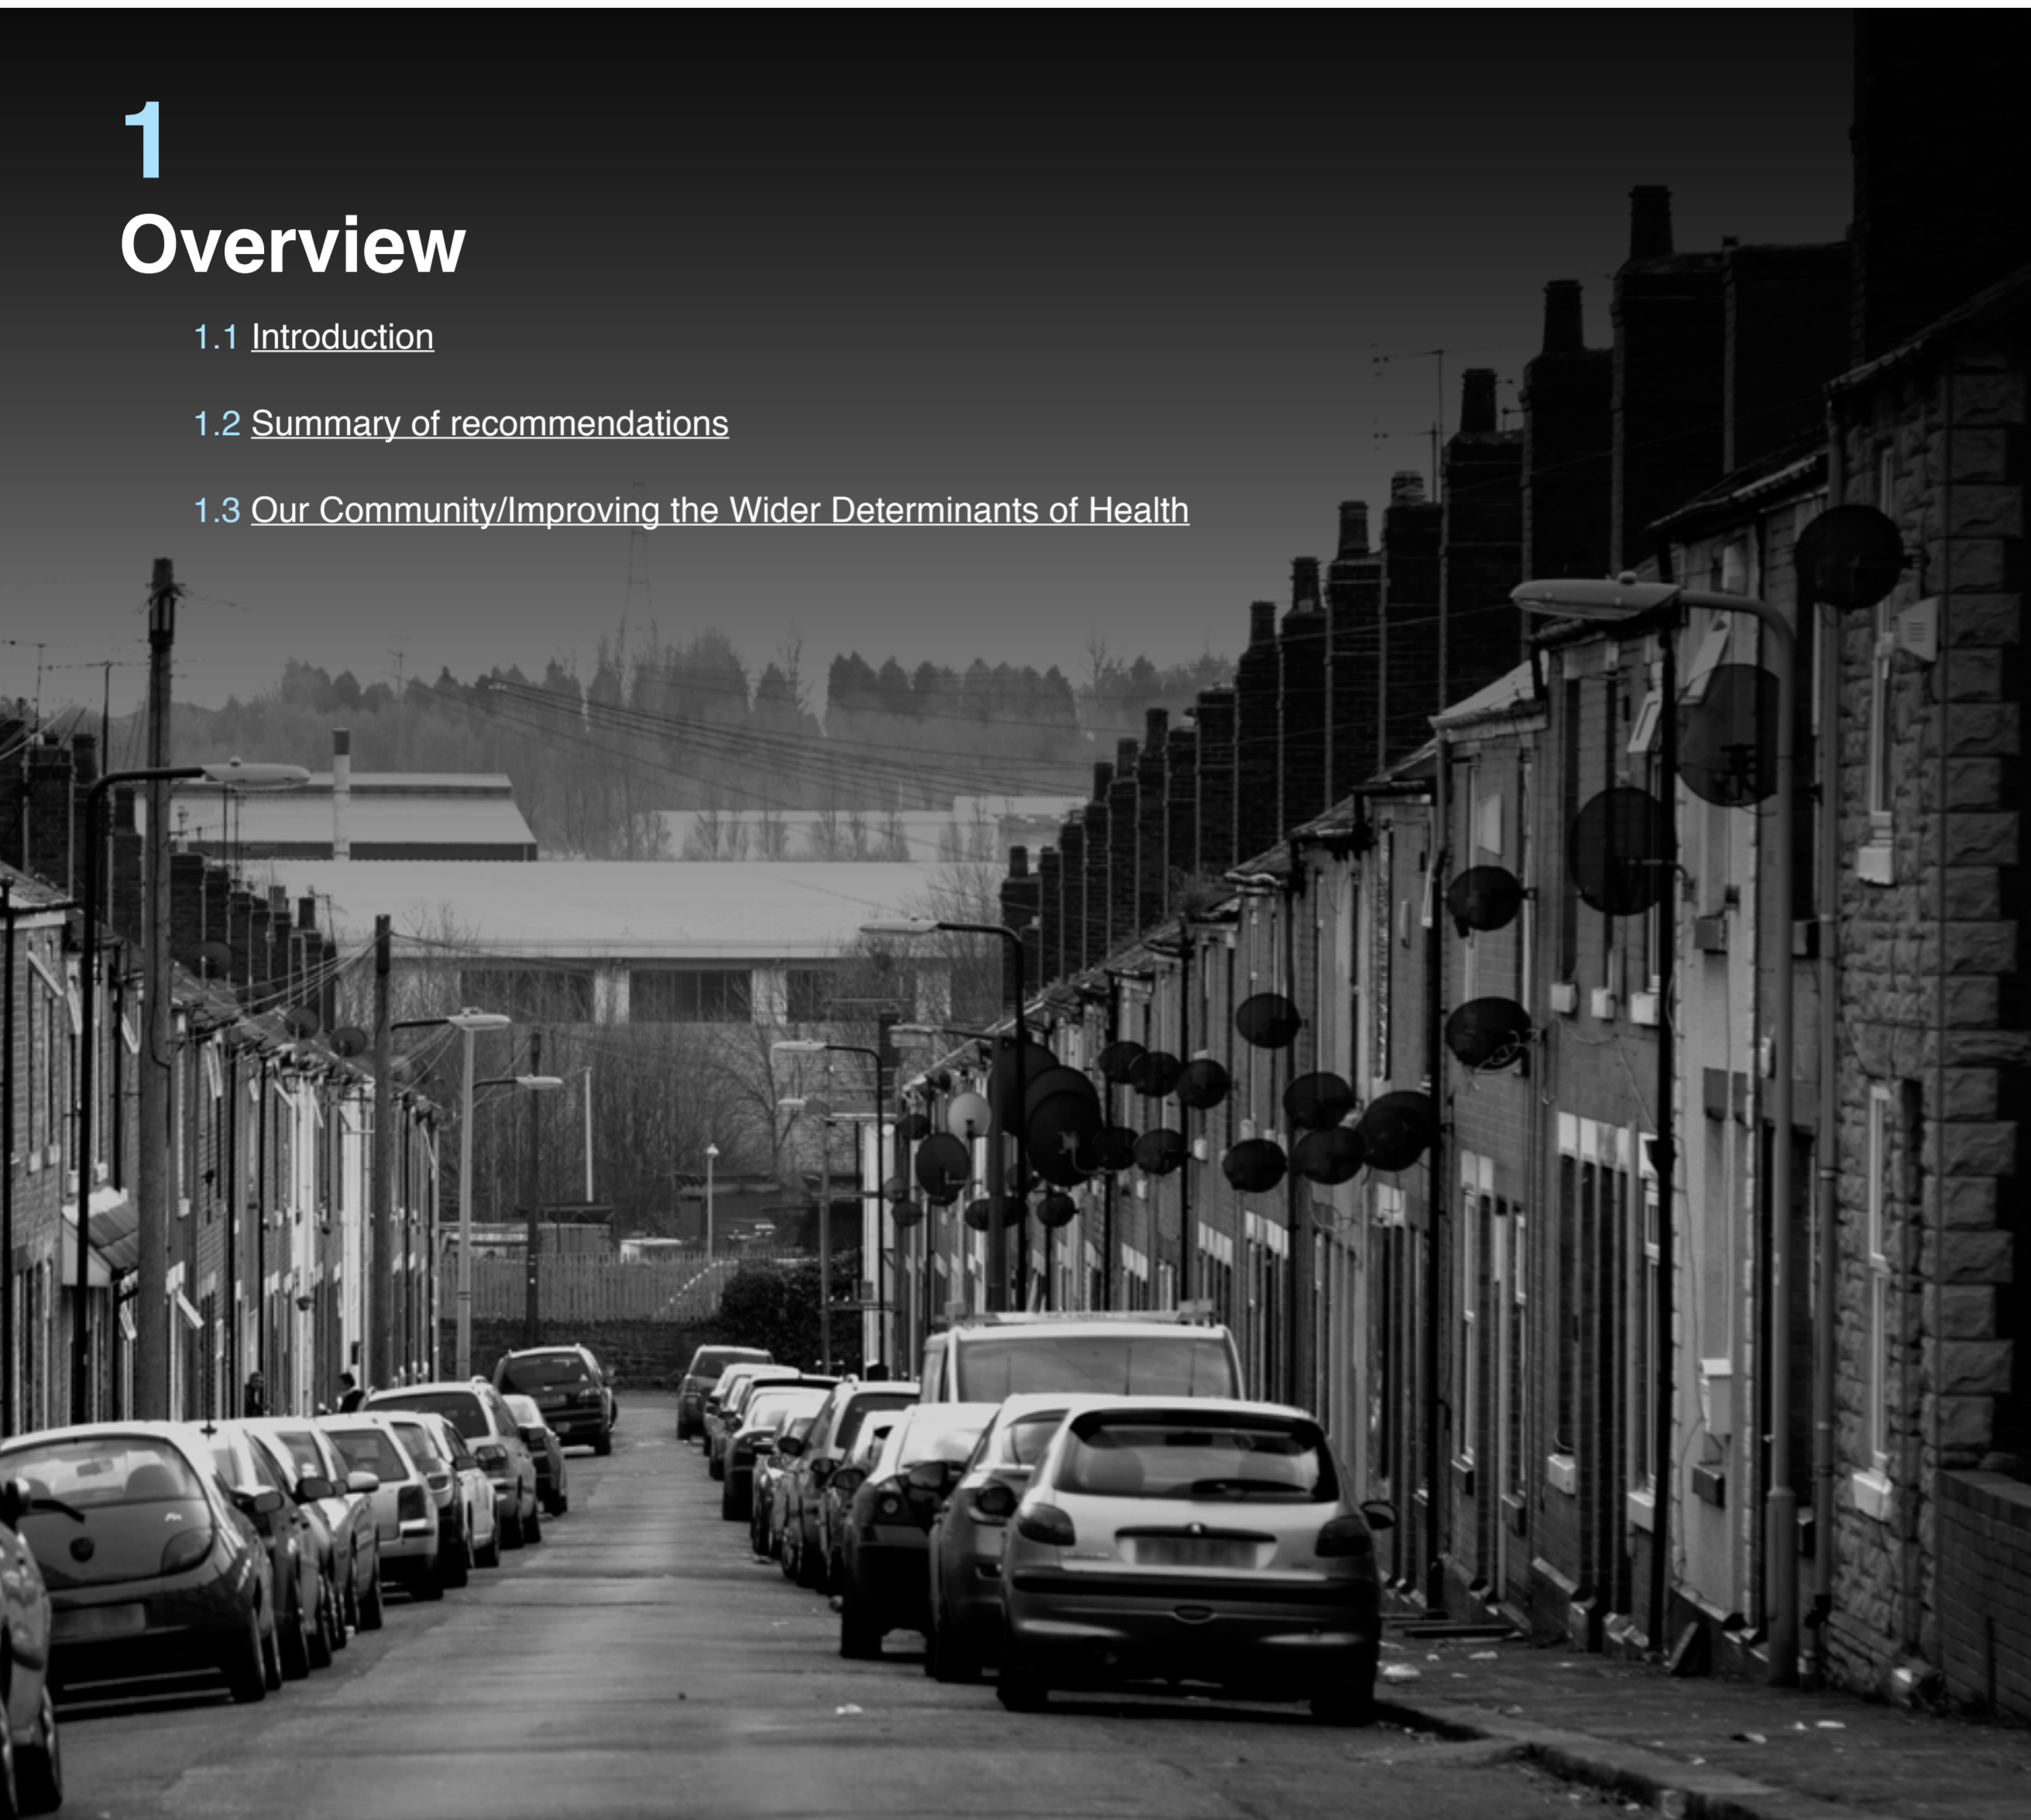 1
Overview
1.1 Introduction
1.2 Summary of recommendations
1.3 Our Community/Improving the Wider Determinants of Health